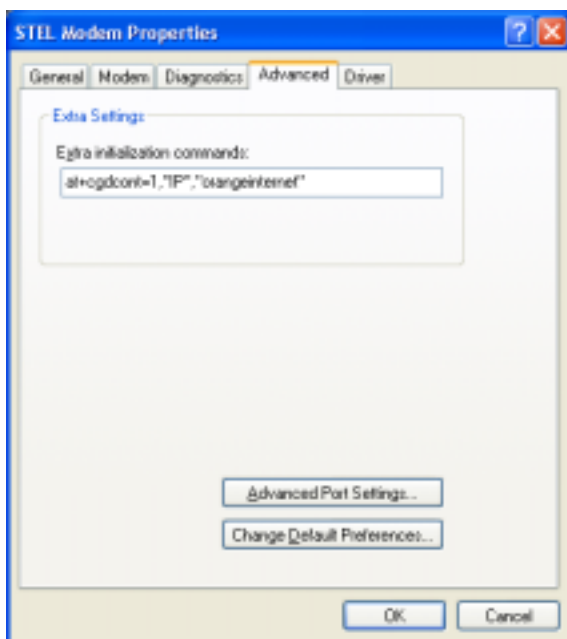 STEL Modem Properties
General Modem Diagnostics Advanced Driver
Extra Settings
Extra initialization commands:
at+cgdcont=1,"IP","orangeinternet"
Advanced Port Settings...
Change Default Preferences...
OK Cancel